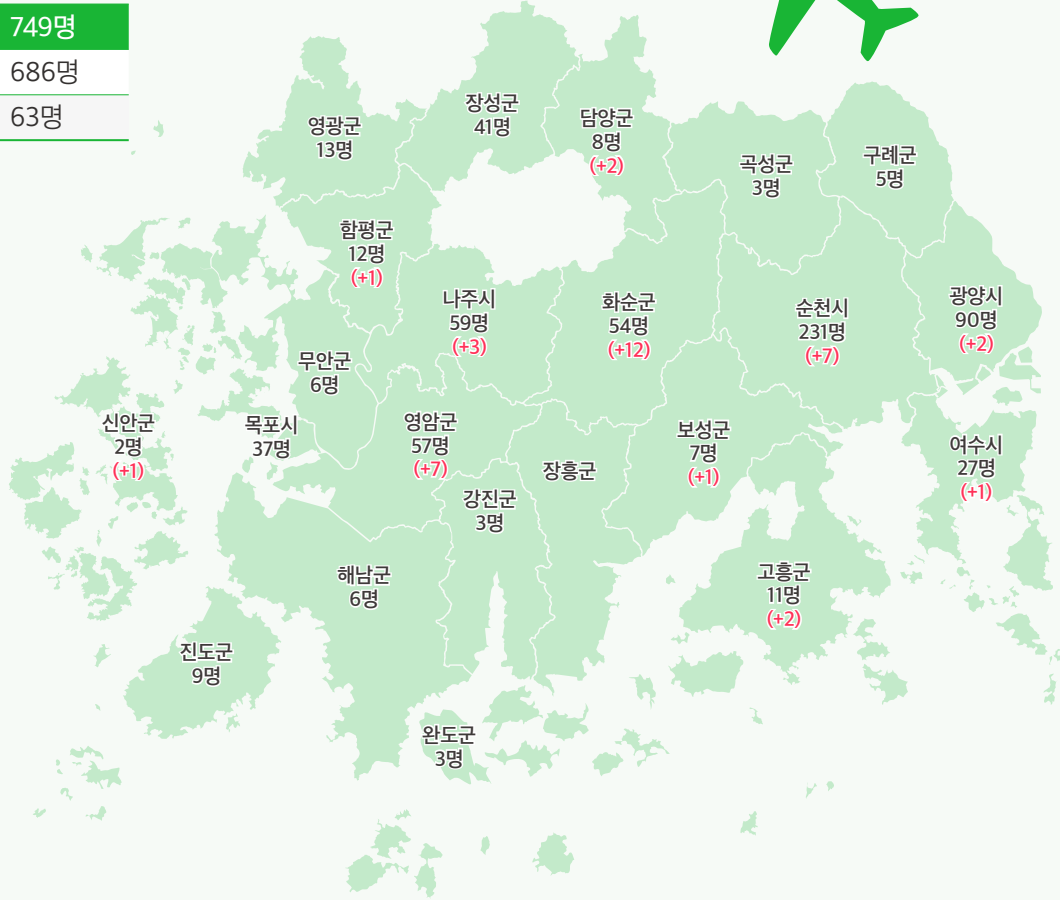 749명
686명
63명
장성군
41명
담양군
8명
(+2)
영광군
13명
곡성군
3명
구례군
5명
함평군
12명
(+1)
나주시
59명
(+3)
화순군
54명
(+12)
순천시
231명
(+7)
광양시
90명
(+2)
무안군
6명
신안군
2명
(+1)
목포시
37명
영암군
57명
(+7)
장흥군
보성군
7명
(+1)
여수시
27명
(+1)
강진군
3명
해남군
6명
고흥군
11명
(+2)
진도군
9명
완도군
3명